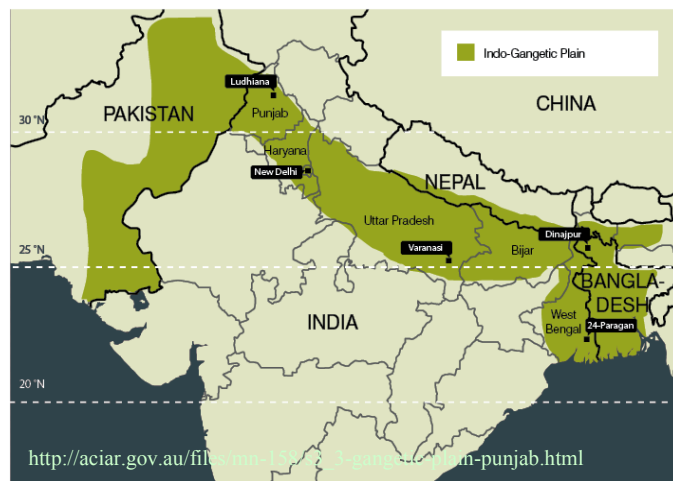 Indo-Gangetic Plain
Ludhiana
PAKISTAN
Punjab
CHINA
30°N
Haryana
New Delhi
NEPAL
Uttar Pradesh
Dinajpur
Varanasi
Bijar
25°N
BANGLA-
DESH
West
Bengal
24-Paragan
INDIA
20°N